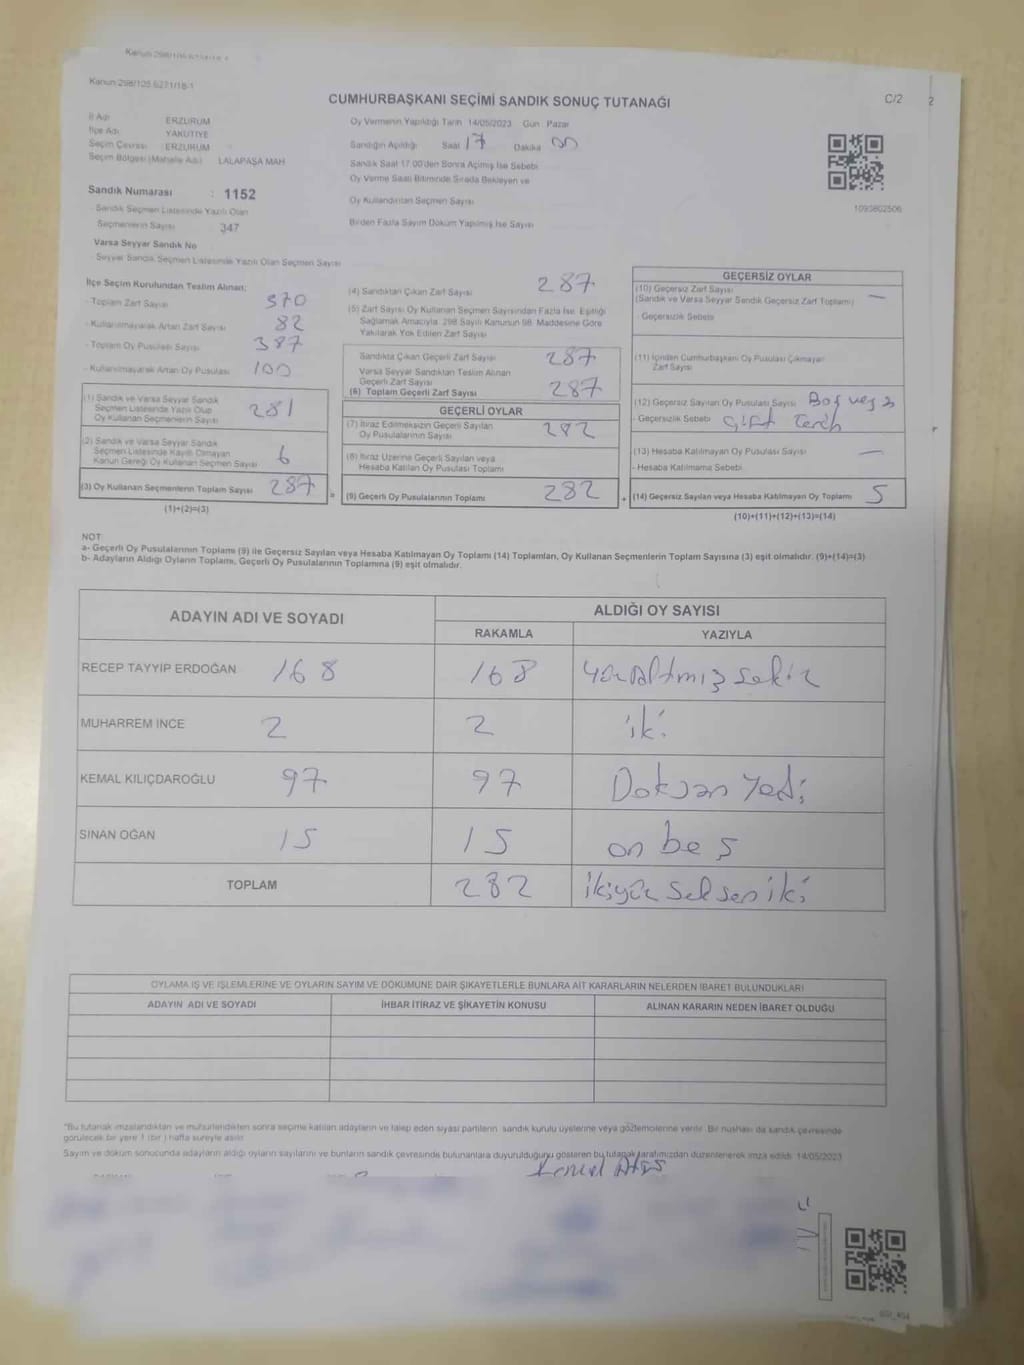 Kanun 298/105 6271/18-1
C/2
2
CUMHURBAŞKANI SEÇİMİ SANDIK SONUÇ TUTANAĞI
İl Adı ERZURUM
İlçe Adı YAKUTİYE
Seçim Çevresi : ERZURUM
Seçim Bölgesi (Mahalle Adı) LALAPAŞA MAH
Sandık Numarası : 1152
- Sandık Seçmen Listesinde Yazılı Olan
Seçmenlerin Sayısı 347
Varsa Seyyar Sandık No
- Seyyar Sandık Seçmen Listesinde Yazılı Olan Seçmen Sayısı
Oy Vermenin Yapıldığı Tarih 14/05/2023 Gün : Pazar
Sandığın Açıldığı Saat 17 Dakika 00
Sandık Saat 17.00'den Sonra Açılmış İse Sebebi
Oy Verme Saati Bitiminde Sırada Bekleyen ve
Oy Kullandırılan Seçmen Sayısı
Birden Fazla Sayım Döküm Yapılmış İse Sayısı
1093802506
İlçe Seçim Kurulundan Teslim Alınan;
- Toplam Zarf Sayısı 370
- Kullanılmayarak Artan Zarf Sayısı 82
- Toplam Oy Pusulası Sayısı 387
- Kullanılmayarak Artan Oy Pusulası 100
(1) Sandık ve Varsa Seyyar Sandık
Seçmen Listesinde Yazılı Olup
Oy Kullanan Seçmenlerin Sayısı 281
(2) Sandık ve Varsa Seyyar Sandık
Seçmen Listesinde Kayıtlı Olmayan
Kanun Gereği Oy Kullanan Seçmen Sayısı 6
(3) Oy Kullanan Seçmenlerin Toplam Sayısı 287
(1)+(2)=(3)
(4) Sandıktan Çıkan Zarf Sayısı 287
(5) Zarf Sayısı Oy Kullanan Seçmen Sayısından Fazla İse, Eşitliği
Sağlamak Amacıyla, 298 Sayılı Kanunun 98. Maddesine Göre
Yakılarak Yok Edilen Zarf Sayısı
Sandıkta Çıkan Geçerli Zarf Sayısı 287
Varsa Seyyar Sandıktan Teslim Alınan
Geçerli Zarf Sayısı
(6) Toplam Geçerli Zarf Sayısı 287
GEÇERLİ OYLAR
(7) İtiraz Edilmeksizin Geçerli Sayılan
Oy Pusulalarının Sayısı 282
(8) İtiraz Üzerine Geçerli Sayılan veya
Hesaba Katılan Oy Pusulası Toplamı
(9) Geçerli Oy Pusulalarının Toplamı 282
GEÇERSİZ OYLAR
(10) Geçersiz Zarf Sayısı
(Sandık ve Varsa Seyyar Sandık Geçersiz Zarf Toplamı) —
- Geçersizlik Sebebi
(11) İçinden Cumhurbaşkanı Oy Pusulası Çıkmayan
Zarf Sayısı
(12) Geçersiz Sayılan Oy Pusulası Sayısı Boş veya
- Geçersizlik Sebebi Çift Tercih
(13) Hesaba Katılmayan Oy Pusulası Sayısı —
- Hesaba Katılmama Sebebi
(14) Geçersiz Sayılan veya Hesaba Katılmayan Oy Toplamı 5
(10)+(11)+(12)+(13)=(14)
NOT
a- Geçerli Oy Pusulalarının Toplamı (9) ile Geçersiz Sayılan veya Hesaba Katılmayan Oy Toplamı (14) Toplamları, Oy Kullanan Seçmenlerin Toplam Sayısına (3) eşit olmalıdır. (9)+(14)=(3)
b- Adayların Aldığı Oyların Toplamı, Geçerli Oy Pusulalarının Toplamına (9) eşit olmalıdır.
ADAYIN ADI VE SOYADI
ALDIĞI OY SAYISI
RAKAMLA YAZIYLA
RECEP TAYYİP ERDOĞAN 168 168 Yüzaltmış sekiz
MUHARREM İNCE 2 2 iki
KEMAL KILIÇDAROĞLU 97 97 Doksan Yedi
SİNAN OĞAN 15 15 on beş
TOPLAM 282 ikiyüz seksen iki
OYLAMA İŞ VE İŞLEMLERİNE VE OYLARIN SAYIM VE DÖKÜMÜNE DAİR ŞİKAYETLERLE BUNLARA AİT KARARLARIN NELERDEN İBARET BULUNDUKLARI
ADAYIN ADI VE SOYADI İHBAR İTİRAZ VE ŞİKAYETİN KONUSU ALINAN KARARIN NEDEN İBARET OLDUĞU
"Bu tutanak imzalandıktan ve mühürlendikten sonra seçime katılan adayların ve talep eden siyasi partilerin sandık kurulu üyelerine veya gözlemcilerine verilir. Bir nüshası da sandık çevresinde
görülecek bir yere 1 (bir ) hafta süreyle asılır.
Sayım ve döküm sonucunda adayların aldığı oyların sayılarını ve bunların sandık çevresinde bulunanlara duyurulduğunu gösteren bu tutanak tarafımızdan düzenlenerek imza edildi. 14/05/2023